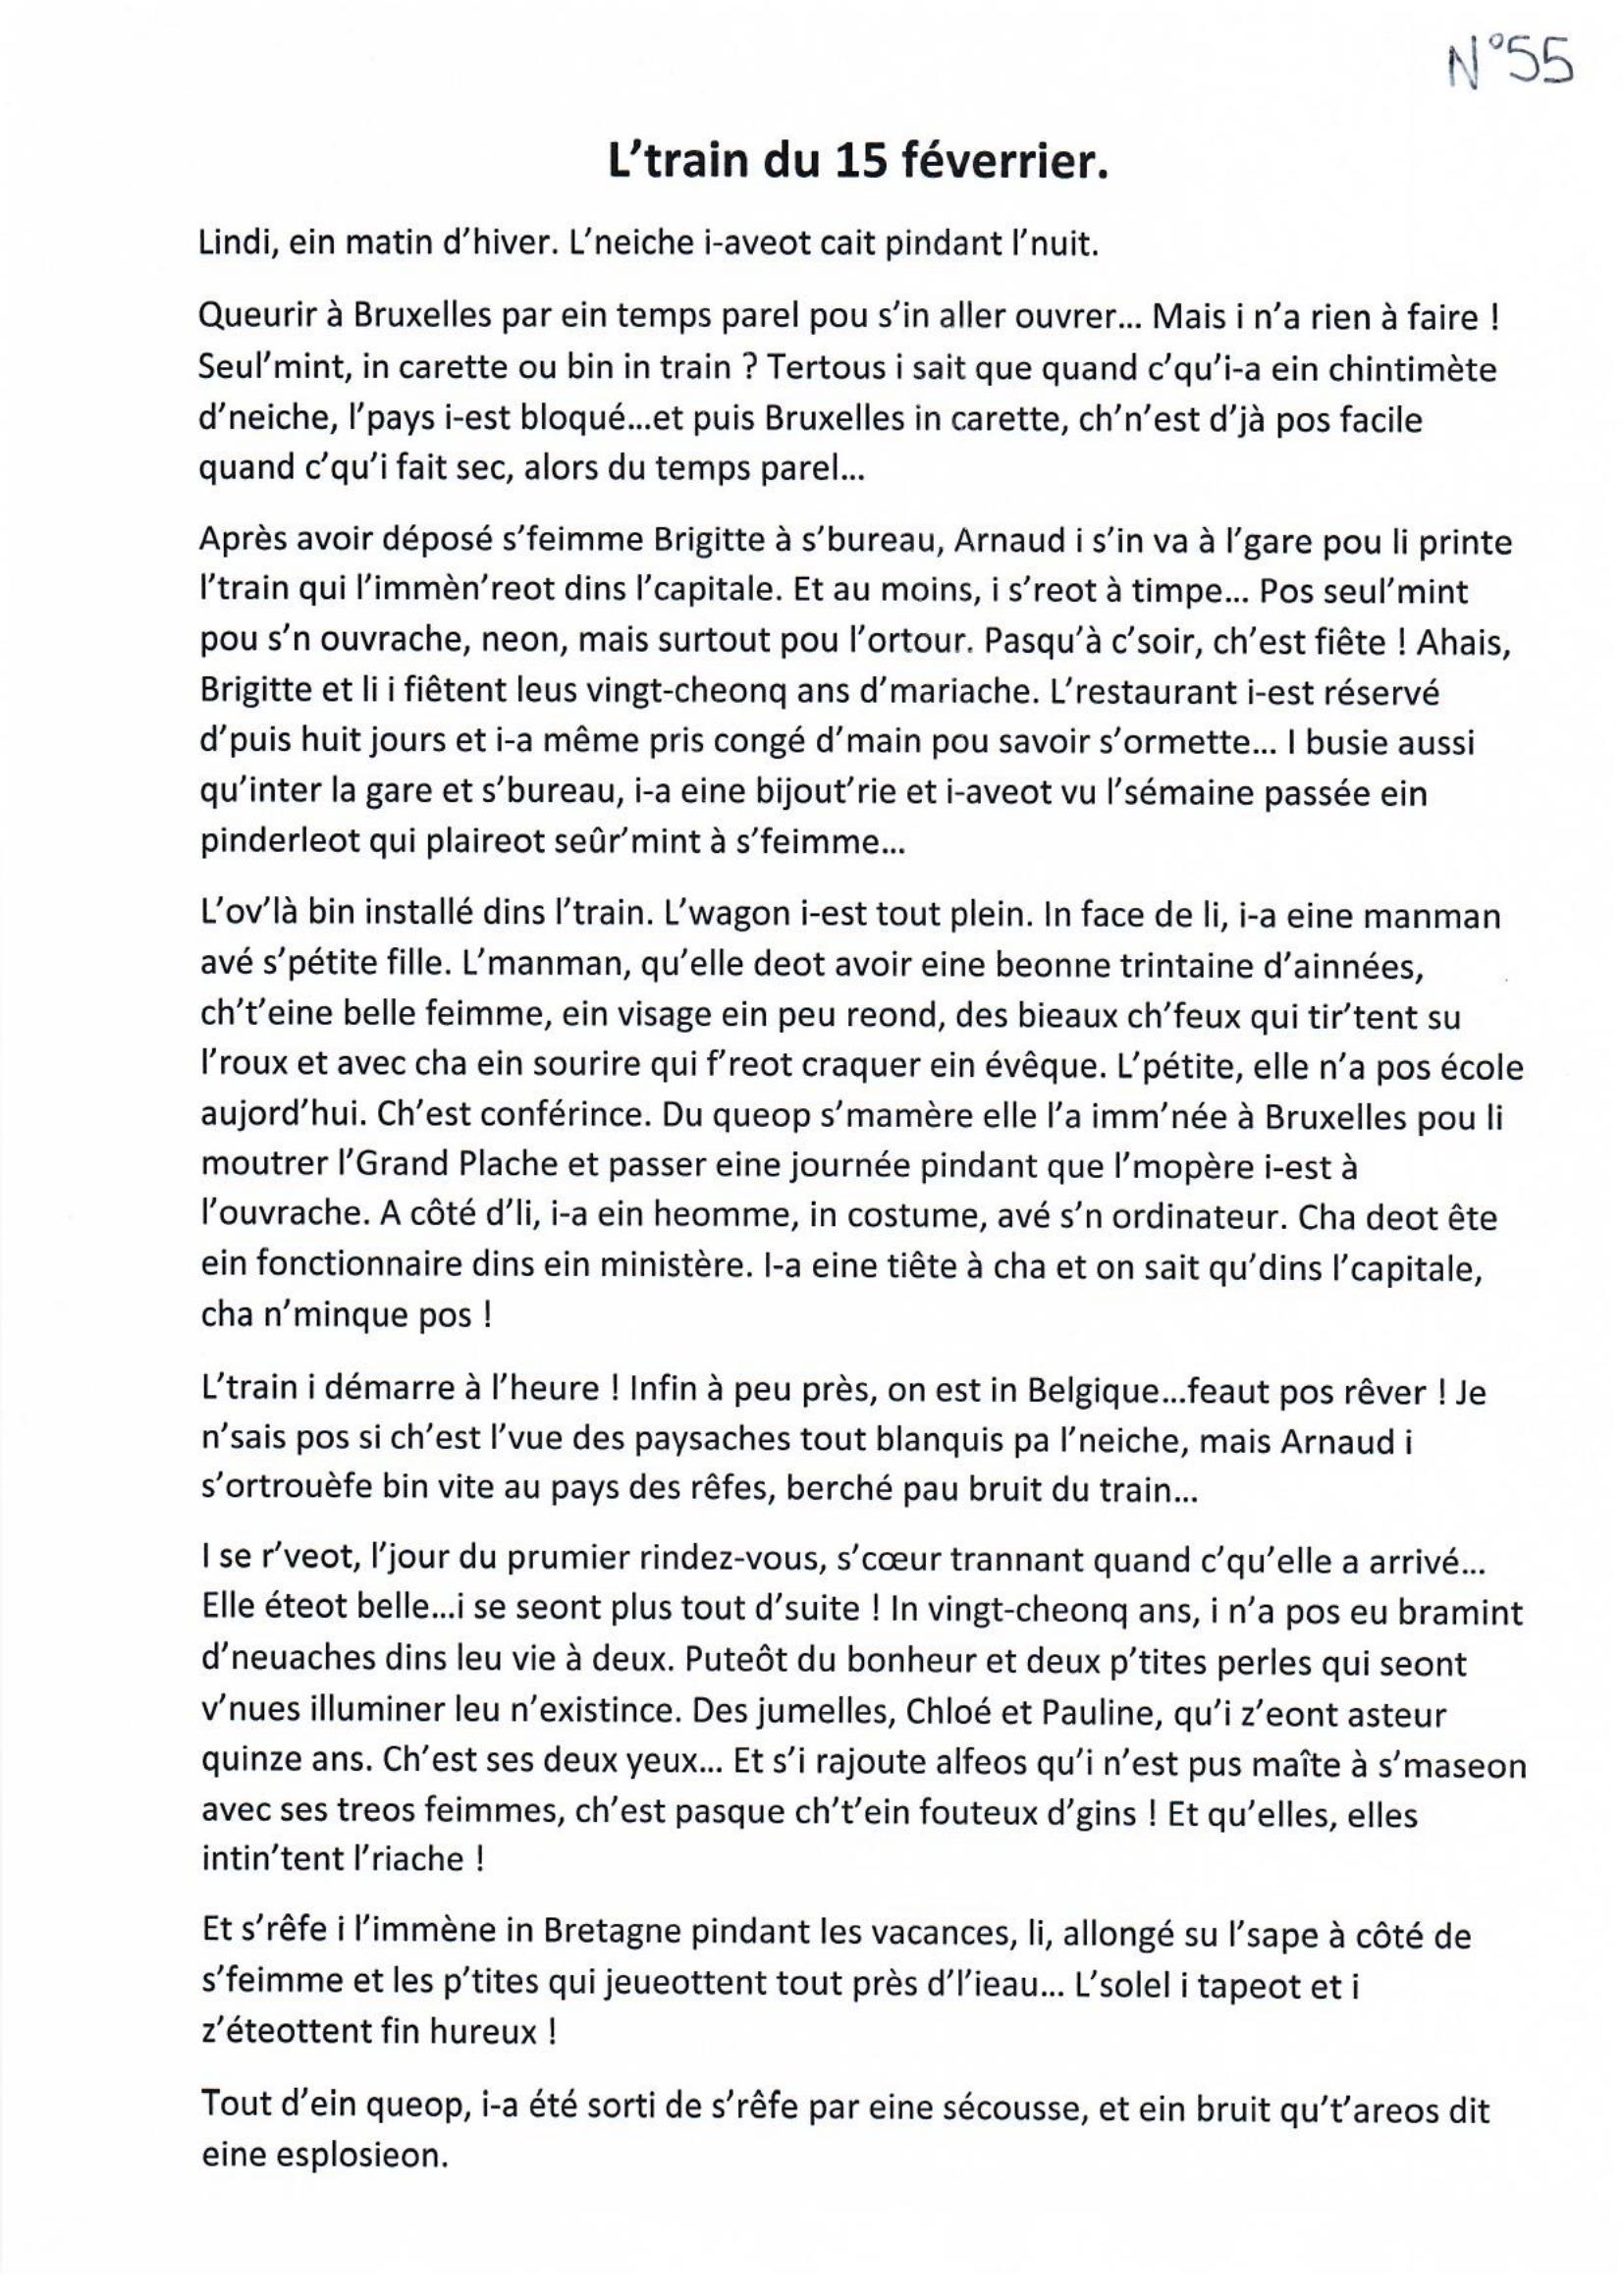 N°55
L'train du 15 féverrier.
Lindi, ein matin d'hiver. L'neiche i-aveot cait pindant l'nuit.
Queurir à Bruxelles par ein temps parel pou s'in aller ouvrer... Mais i n'a rien à faire !
Seul'mint, in carette ou bin in train ? Tertous i sait que quand c'qu'i-a ein chintimète
d'neiche, l'pays i-est bloqué...et puis Bruxelles in carette, ch'n'est d'jà pos facile
quand c'qu'i fait sec, alors du temps parel...
Après avoir déposé s'feimme Brigitte à s'bureau, Arnaud i s'in va à l'gare pou li printe
l'train qui l'immèn'reot dins l'capitale. Et au moins, i s'reot à timpe... Pos seul'mint
pou s'n ouvrache, neon, mais surtout pou l'ortour. Pasqu'à c'soir, ch'est fiête ! Ahais,
Brigitte et li i fiêtent leus vingt-cheonq ans d'mariache. L'restaurant i-est réservé
d'puis huit jours et i-a même pris congé d'main pou savoir s'ormette... I busie aussi
qu'inter la gare et s'bureau, i-a eine bijout'rie et i-aveot vu l'sémaine passée ein
pinderleot qui plaireot seûr'mint à s'feimme...
L'ov'là bin installé dins l'train. L'wagon i-est tout plein. In face de li, i-a eine manman
avé s'pétite fille. L'manman, qu'elle deot avoir eine beonne trintaine d'ainnées,
ch't'eine belle feimme, ein visage ein peu reond, des bieaux ch'feux qui tir'tent su
l'roux et avec cha ein sourire qui f'reot craquer ein évêque. L'pétite, elle n'a pos école
aujord'hui. Ch'est conférince. Du queop s'mamère elle l'a imm'née à Bruxelles pou li
moutrer l'Grand Plache et passer eine journée pindant que l'mopère i-est à
l'ouvrache. A côté d'li, i-a ein heomme, in costume, avé s'n ordinateur. Cha deot ête
ein fonctionnaire dins ein ministère. I-a eine tiête à cha et on sait qu'dins l'capitale,
cha n'minque pos !
L'train i démarre à l'heure ! Infin à peu près, on est in Belgique...feaut pos rêver ! Je
n'sais pos si ch'est l'vue des paysaches tout blanquis pa l'neiche, mais Arnaud i
s'ortrouèfe bin vite au pays des rêfes, berché pau bruit du train...
I se r'veot, l'jour du prumier rindez-vous, s'cœur trannant quand c'qu'elle a arrivé...
Elle éteot belle...i se seont plus tout d'suite ! In vingt-cheonq ans, i n'a pos eu bramint
d'neuaches dins leu vie à deux. Puteôt du bonheur et deux p'tites perles qui seont
v'nues illuminer leu n'existince. Des jumelles, Chloé et Pauline, qu'i z'eont asteur
quinze ans. Ch'est ses deux yeux... Et s'i rajoute alfeos qu'i n'est pus maîte à s'maseon
avec ses treos feimmes, ch'est pasque ch't'ein fouteux d'gins ! Et qu'elles, elles
intin'tent l'riache !
Et s'rêfe i l'immène in Bretagne pindant les vacances, li, allongé su l'sape à côté de
s'feimme et les p'tites qui jeueottent tout près d'l'ieau... L'solel i tapeot et i
z'éteottent fin hureux !
Tout d'ein queop, i-a été sorti de s'rêfe par eine sécousse, et ein bruit qu't'areos dit
eine esplosieon.